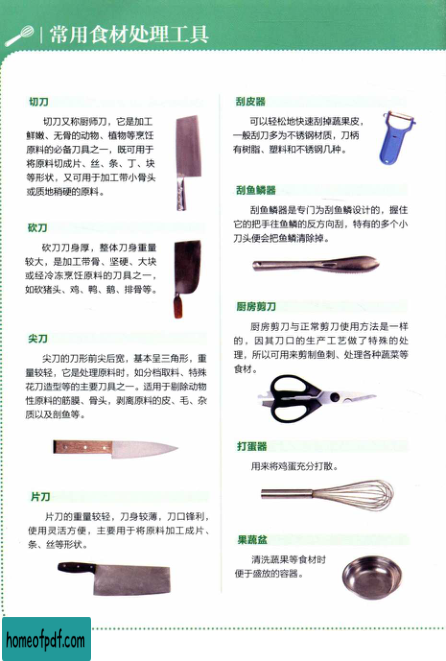 常用食材处理工具
切刀
切刀又称厨师刀，它是加工
鲜嫩、无骨的动物、植物等烹饪
原料的必备刀具之一，既可用于
将原料切成片、丝、条、丁、块
等形状，又可用于加工带小骨头
或质地稍硬的原料。
砍刀
砍刀刀身厚，整体刀身重量
较大，是加工带骨、坚硬、大块
或经冷冻烹饪原料的刀具之一，
如砍猪头、鸡、鸭、鹅、排骨等。
尖刀
尖刀的刀形前尖后宽，基本呈三角形，重
量较轻，它是处理原料时，如分档取料、特殊
花刀造型等的主要刀具之一。适用于剔除动物
性原料的筋膜、骨头，剥离原料的皮、毛、杂
质以及剖鱼等。
片刀
片刀的重量较轻，刀身较薄，刀口锋利，
使用灵活方便，主要用于将原料加工成片、
条、丝等形状。
刮皮器
可以轻松地快速刮掉蔬果皮，
一般刮刀多为不锈钢材质，刀柄
有树脂、塑料和不锈钢几种。
刮鱼鳞器
刮鱼鳞器是专门为刮鱼鳞设计的，握住
它的把手往鱼鳞的反方向刮，特有的多个小
刀头便会把鱼鳞清除掉。
厨房剪刀
厨房剪刀与正常剪刀使用方法是一样
的，因其刀口的生产工艺做了特殊的处
理，所以可用来剪制鱼刺、处理各种蔬菜等
食材。
打蛋器
用来将鸡蛋充分打散。
果蔬盆
清洗蔬果等食材时
便于盛放的容器。
homeofpdf.com